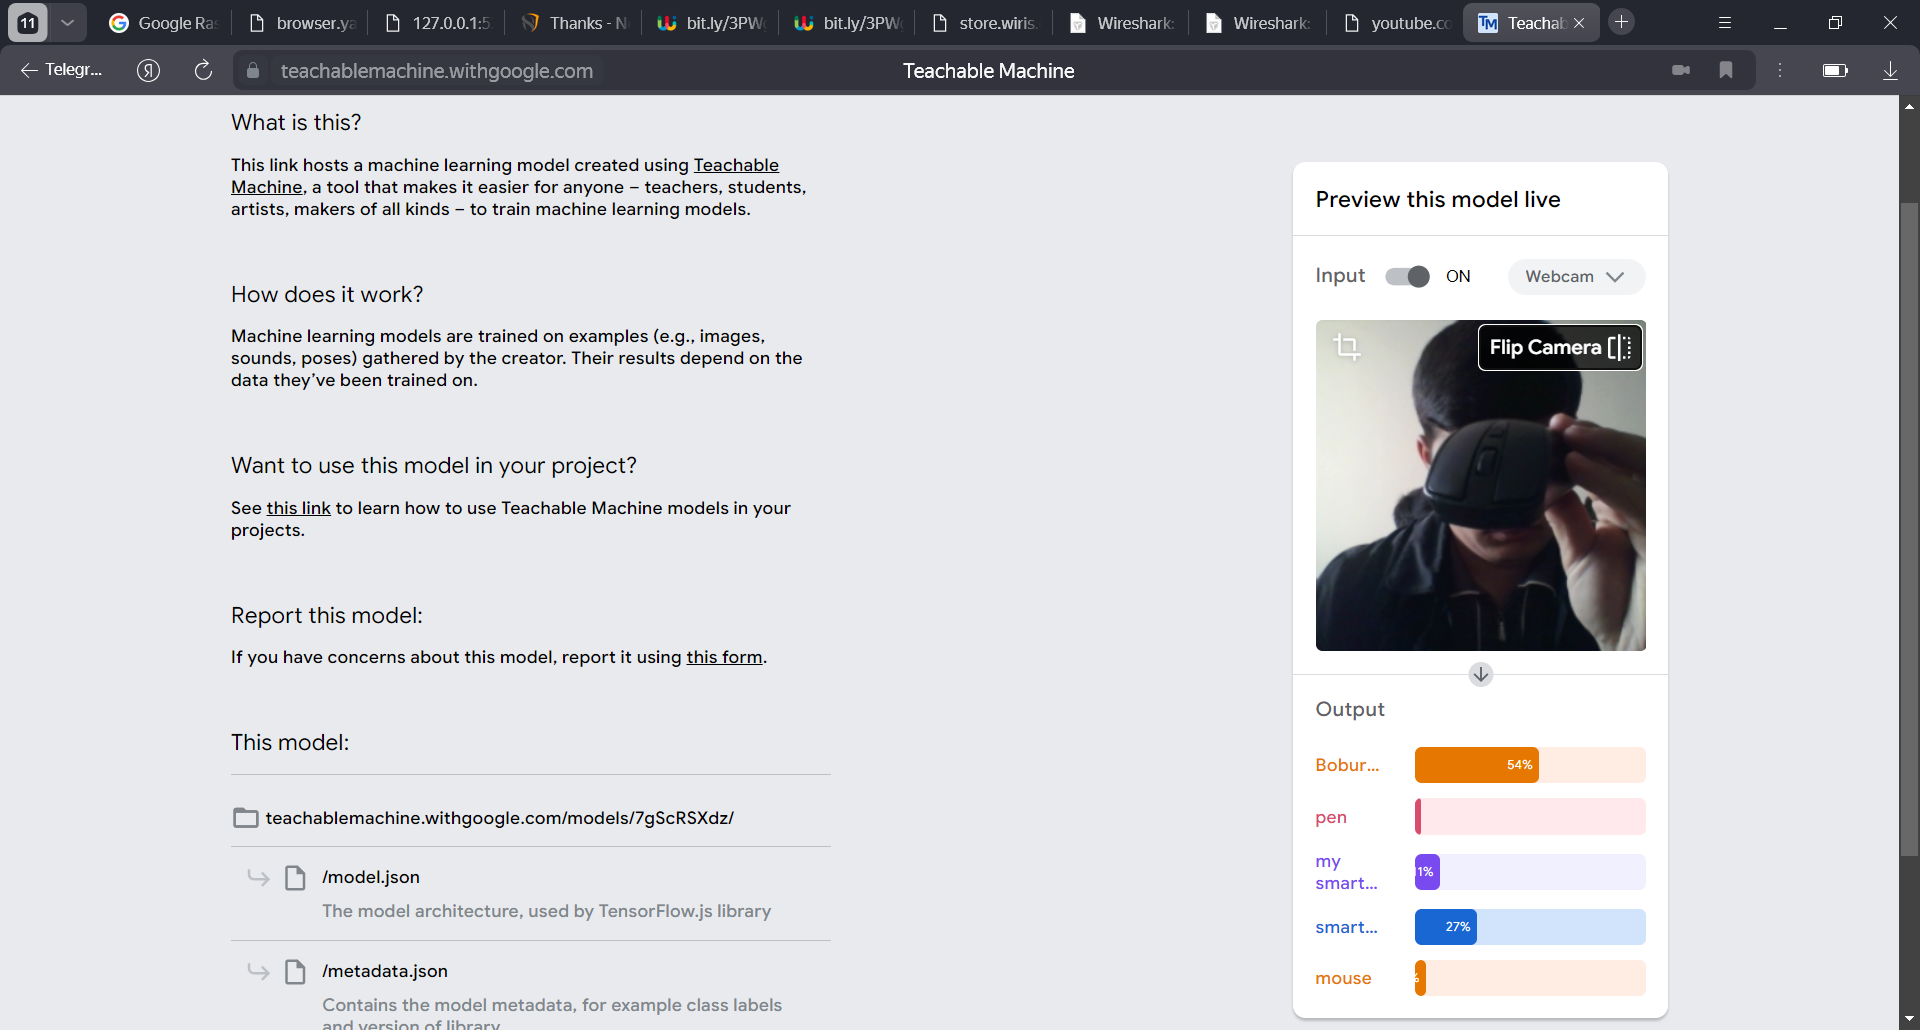 11
Google Ras
browser.ya
127.0.0.1:5
Thanks - N
bit.ly/3PW
bit.ly/3PW
store.wiris.
Wireshark:
Wireshark:
youtube.co
TM Teachab
Telegr...
Я
teachablemachine.withgoogle.com
Teachable Machine
What is this?
This link hosts a machine learning model created using Teachable
Machine, a tool that makes it easier for anyone – teachers, students,
artists, makers of all kinds – to train machine learning models.
How does it work?
Machine learning models are trained on examples (e.g., images,
sounds, poses) gathered by the creator. Their results depend on the
data they’ve been trained on.
Want to use this model in your project?
See this link to learn how to use Teachable Machine models in your
projects.
Report this model:
If you have concerns about this model, report it using this form.
This model:
teachablemachine.withgoogle.com/models/7gScRSXdz/
/model.json
The model architecture, used by TensorFlow.js library
/metadata.json
Contains the model metadata, for example class labels
and version of library
Preview this model live
Input ON Webcam
Flip Camera
Output
Bobur... 54%
pen
my
smart... 11%
smart... 27%
mouse